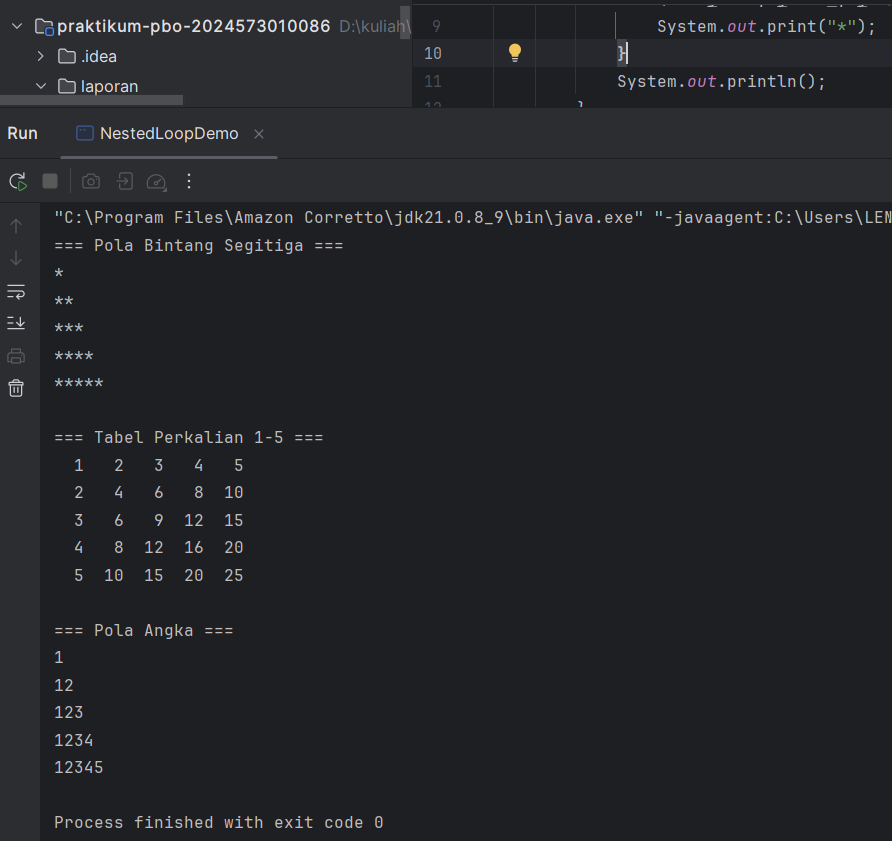 praktikum-pbo-2024573010086 D:\kuliah\
.idea
laporan
9 System.out.print("*");
10 }
11 System.out.println();
12 }
Run NestedLoopDemo
"C:\Program Files\Amazon Corretto\jdk21.0.8_9\bin\java.exe" "-javaagent:C:\Users\LEN
=== Pola Bintang Segitiga ===
*
**
***
****
*****
=== Tabel Perkalian 1-5 ===
1 2 3 4 5
2 4 6 8 10
3 6 9 12 15
4 8 12 16 20
5 10 15 20 25
=== Pola Angka ===
1
12
123
1234
12345
Process finished with exit code 0